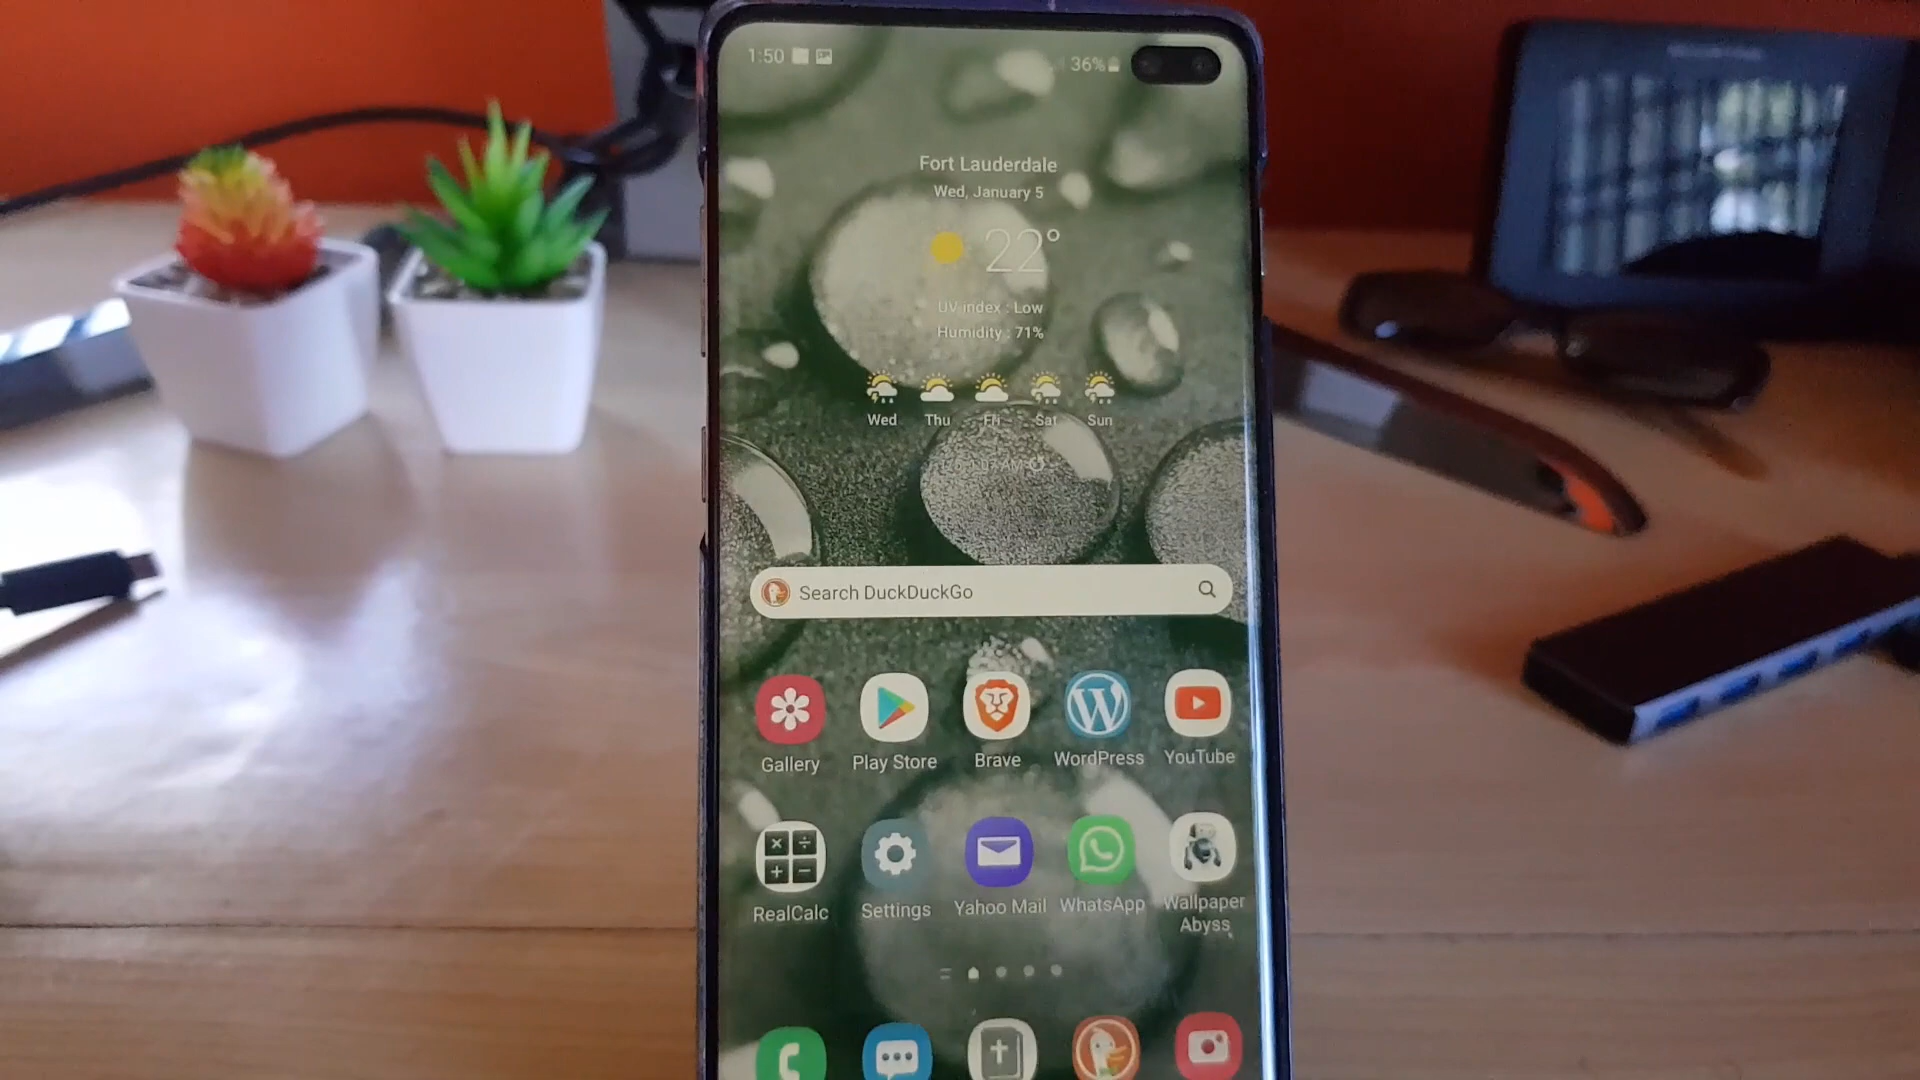 1:50
36%
Fort Lauderdale
Wed, January 5
22°
UV index : Low
Humidity : 71%
Wed Thu Fri Sat Sun
Search DuckDuckGo
Gallery Play Store Brave WordPress YouTube
RealCalc Settings Yahoo Mail WhatsApp Wallpaper
Abyss